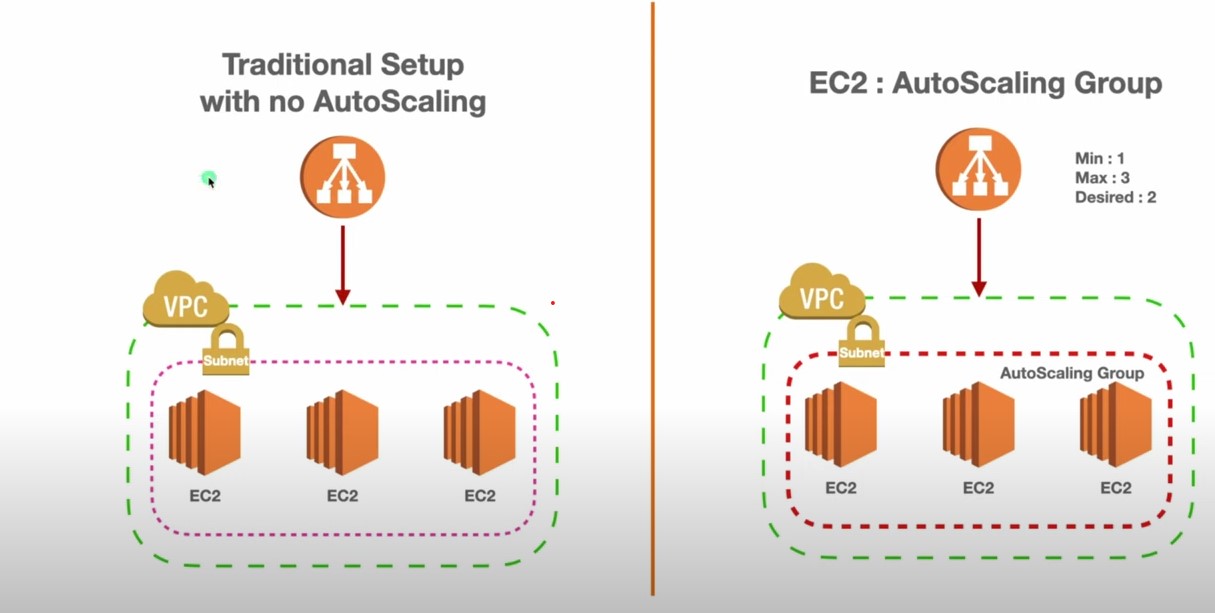 Traditional Setup
with no AutoScaling
VPC
Subnet
EC2
EC2
EC2
EC2 : AutoScaling Group
Min : 1
Max : 3
Desired : 2
VPC
Subnet
AutoScaling Group
EC2
EC2
EC2